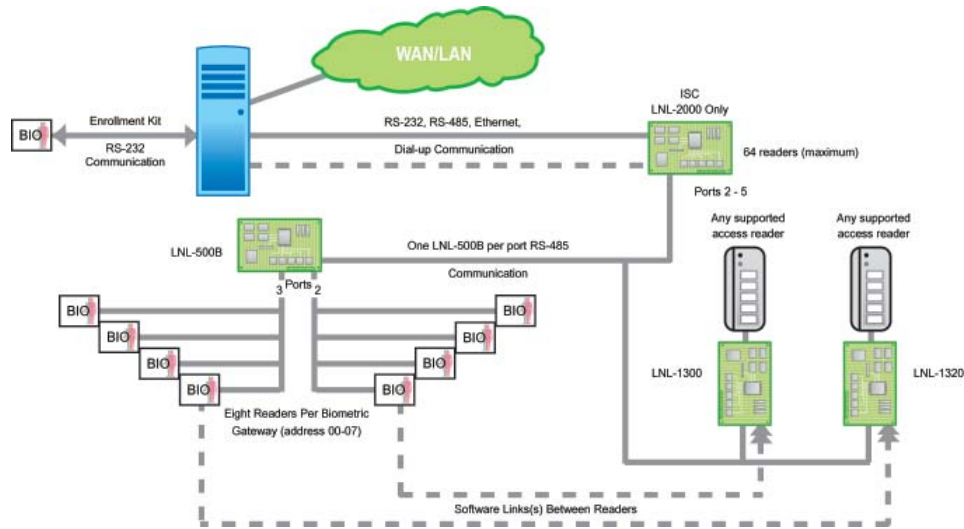 WAN/LAN
ISC
LNL-2000 Only
Enrollment Kit
RS-232, RS-485, Ethernet,
BIO
RS-232
Communication
Dial-up Communication
64 readers (maximum)
Ports 2 - 5
Any supported
access reader
Any supported
access reader
LNL-500B
One LNL-500B per port RS-485
Communication
3 Ports 2
BIO
BIO
BIO
BIO
BIO
BIO
BIO
BIO
LNL-1300
LNL-1320
Eight Readers Per Biometric
Gateway (address 00-07)
Software Links(s) Between Readers